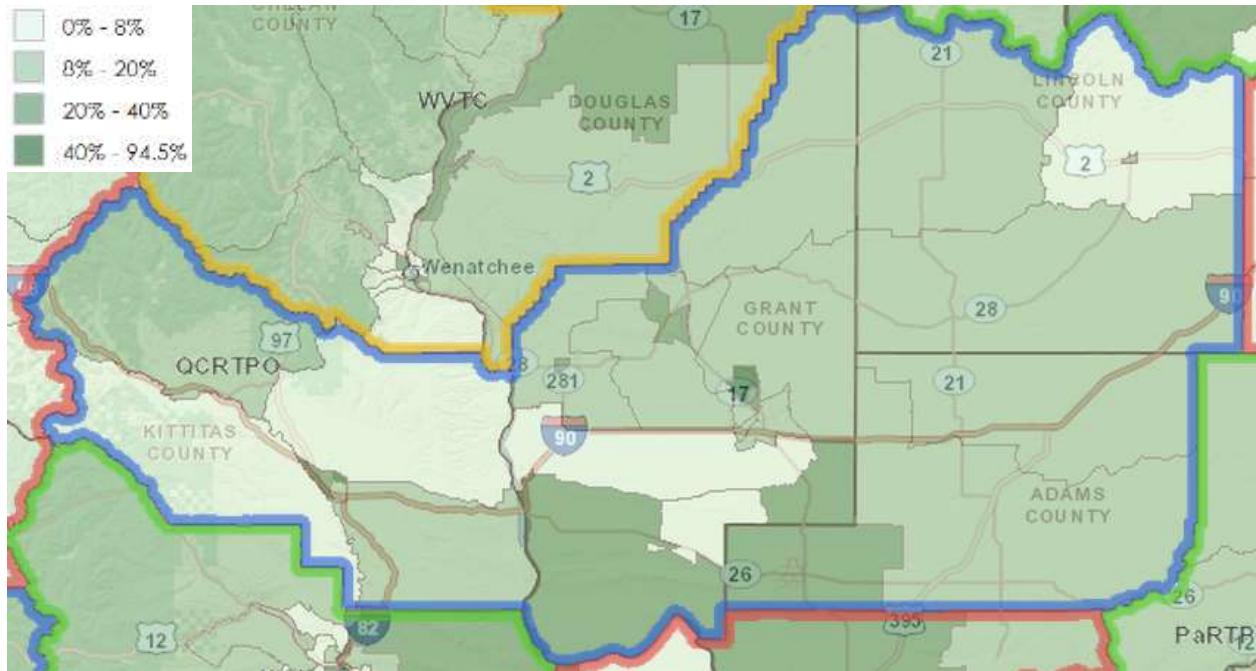 0% - 8%
8% - 20%
20% - 40%
40% - 94.5%
COUNTY
17
21
WVTC
DOUGLAS
COUNTY
LINCOLN
COUNTY
2
2
Wenatchee
90
97
GRANT
COUNTY
28
QCRTPO
28
281
17
21
KITTITAS
COUNTY
90
ADAMS
COUNTY
26
26
12
82
395
PaRTP
12